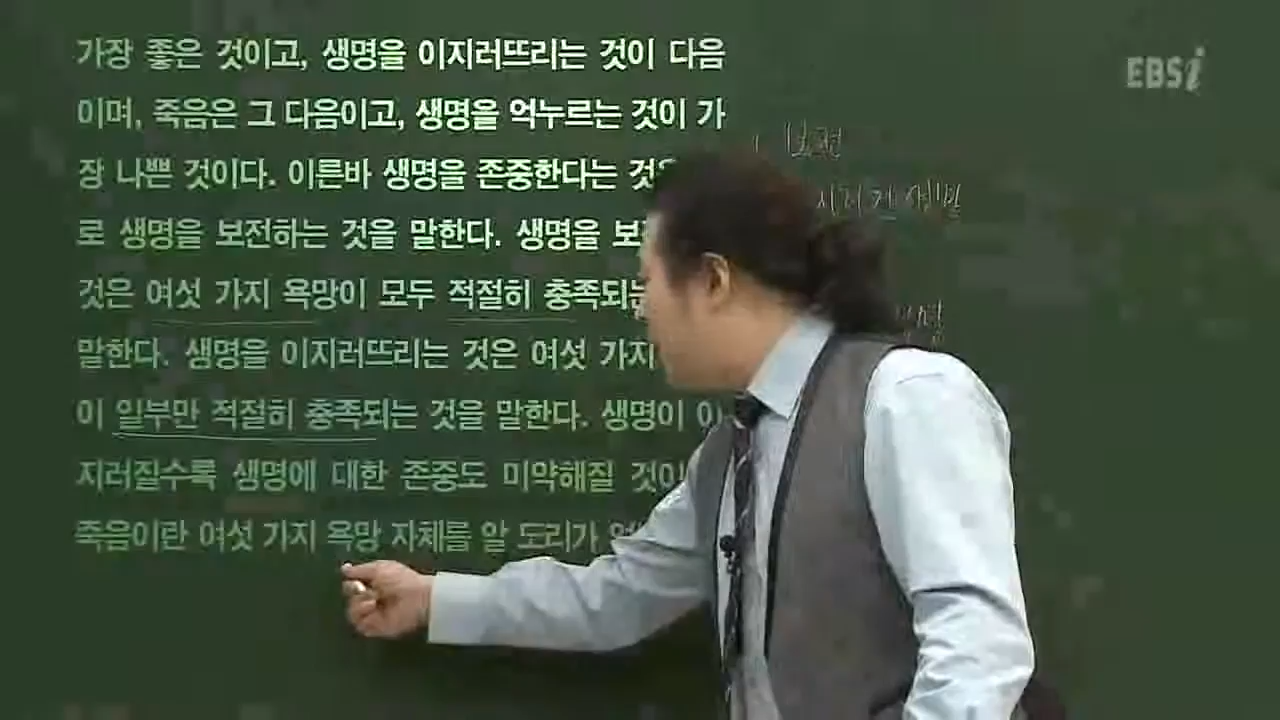 가장 좋은 것이고, 생명을 이지러뜨리는 것이 다음
이며, 죽음은 그 다음이고, 생명을 억누르는 것이 가
장 나쁜 것이다. 이른바 생명을 존중한다는 것은
로 생명을 보전하는 것을 말한다. 생명을
것은 여섯 가지 욕망이 모두 적절히 충족되는
말한다. 생명을 이지러뜨리는 것은 여섯 가지
이 일부만 적절히 충족되는 것을 말한다. 생명이 이
지러질수록 생명에 대한 존중도 미약해질
죽음이란 여섯 가지 욕망 자체를 알 도리가
EBSi
보전
생명